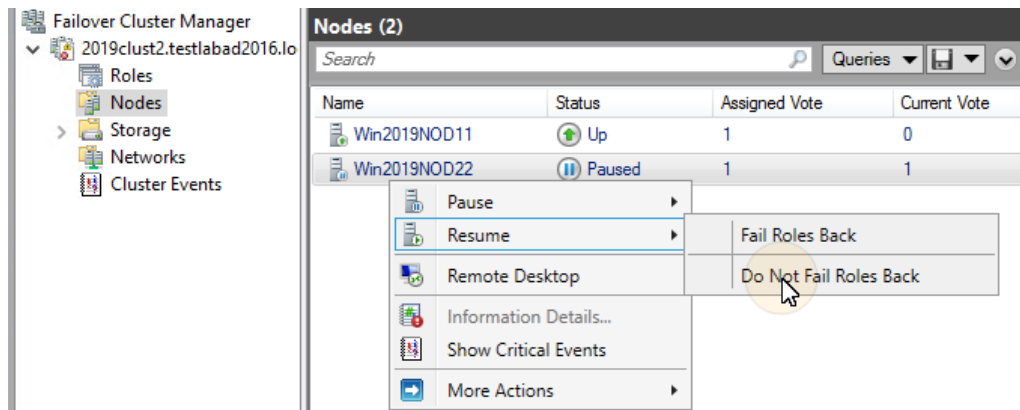 Failover Cluster Manager
2019clust2.testlabad2016.lo
Roles
Nodes
Storage
Networks
Cluster Events
Nodes (2)
Search
Queries
Name Status Assigned Vote Current Vote
Win2019NOD11 Up 1 0
Win2019NOD22 Paused 1 1
Pause
Resume
Remote Desktop
Information Details...
Show Critical Events
More Actions
Fail Roles Back
Do Not Fail Roles Back